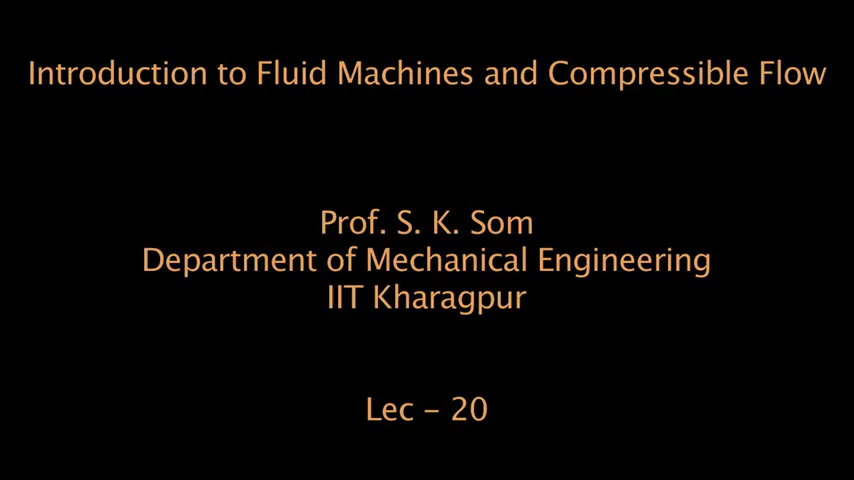 Introduction to Fluid Machines and Compressible Flow
Prof. S. K. Som
Department of Mechanical Engineering
IIT Kharagpur
Lec – 20